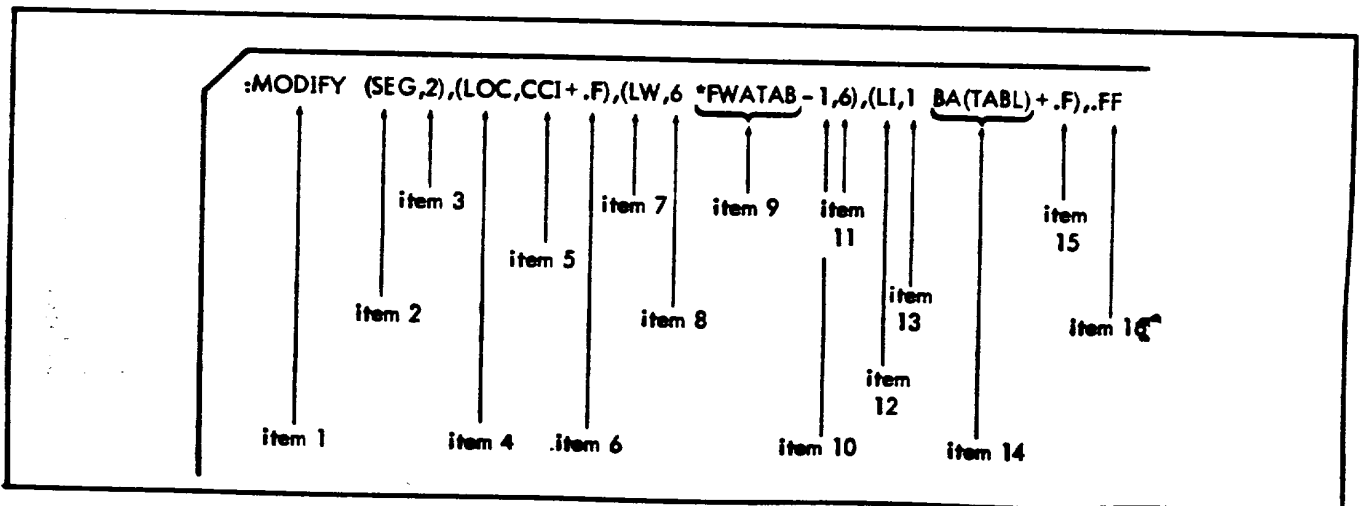 :MODIFY (SEG,2),(LOC,CCI+.F),(LW,6 *FWATAB-1,6),(LI,1 BA(TABL)+.F),.FF
item 3
item 7
item 9
item
11
item
15
item 5
item 2
item 8
item
13
item
12
item 1
item 4
.item 6
item 10
item 14